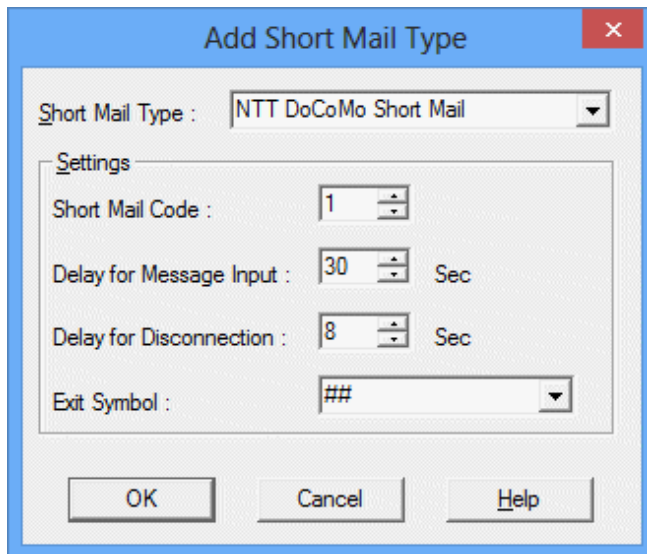 Add Short Mail Type
Short Mail Type : NTT DoCoMo Short Mail
Settings
Short Mail Code : 1
Delay for Message Input : 30 Sec
Delay for Disconnection : 8 Sec
Exit Symbol : ##
OK Cancel Help